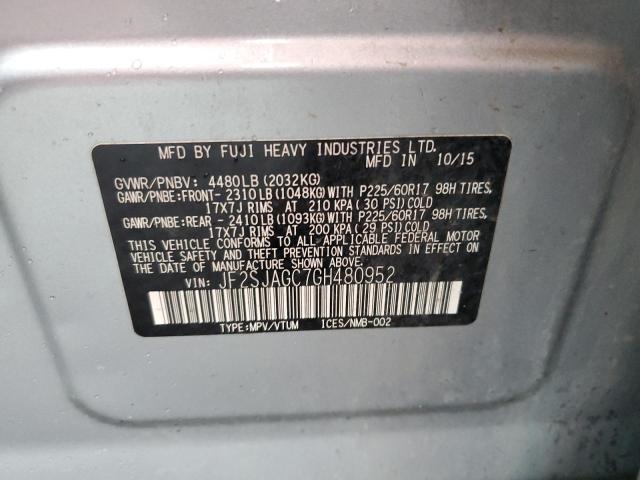 MFD BY FUJI HEAVY INDUSTRIES LTD.
MFD IN 10/15
GVWR/PNBV: 4480LB (2032KG)
GAWR/PNBE:FRONT-2310LB(1048KG)WITH P225/60R17 98H TIRES,
17X7J RIMS AT 210 KPA ( 30 PSI)COLD
GAWR/PNBE:REAR -2410LB(1093KG)WITH P225/60R17 98H TIRES,
17X7J RIMS AT 200 KPA ( 29 PSI)COLD
THIS VEHICLE CONFORMS TO ALL APPLICABLE FEDERAL MOTOR
VEHICLE SAFETY AND THEFT PREVENTION STANDARDS IN EFFECT
ON THE DATE OF MANUFACTURE SHOWN ABOVE.
VIN: JF2SJAGC7GH480952
TYPE:MPV/VTUM ICES/NMB-002